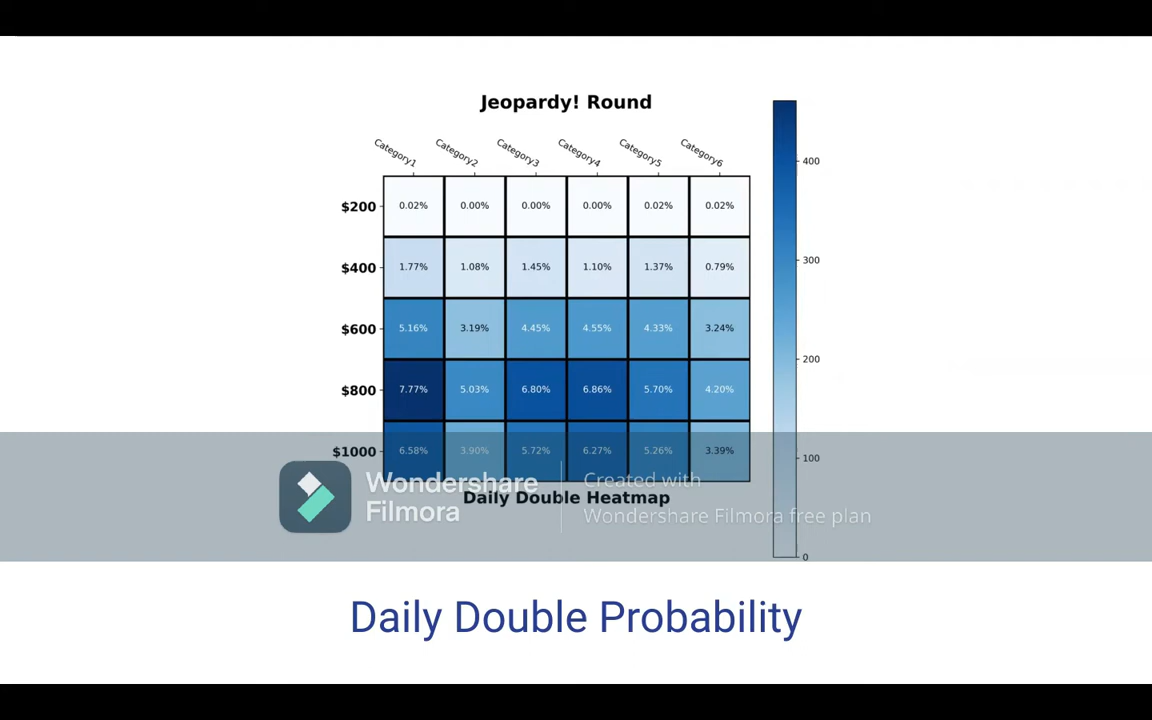 Jeopardy! Round
Category1 Category2 Category3 Category4 Category5 Category6
$200 0.02% 0.00% 0.00% 0.00% 0.02% 0.02%
$400 1.77% 1.08% 1.45% 1.10% 1.37% 0.79%
$600 5.16% 3.19% 4.45% 4.55% 4.33% 3.24%
$800 7.77% 5.03% 6.80% 6.86% 5.70% 4.20%
$1000 6.58% 3.90% 5.72% 6.27% 5.26% 3.39%
Daily Double Heatmap
400
300
200
100
0
Wondershare
Filmora
Created with
Wondershare Filmora free plan
Daily Double Probability